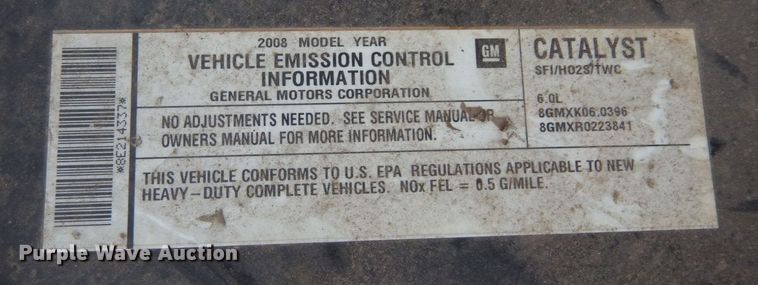 *8E214337*
2008 MODEL YEAR
VEHICLE EMISSION CONTROL
INFORMATION
GENERAL MOTORS CORPORATION
GM
CATALYST
SFI/HO2S/TWC
6.0L
8GMXK06.0396
8GMXR0223841
NO ADJUSTMENTS NEEDED. SEE SERVICE MANUAL OR
OWNERS MANUAL FOR MORE INFORMATION.
THIS VEHICLE CONFORMS TO U.S. EPA REGULATIONS APPLICABLE TO NEW
HEAVY-DUTY COMPLETE VEHICLES. NOx FEL = 0.5 G/MILE.
Purple Wave Auction